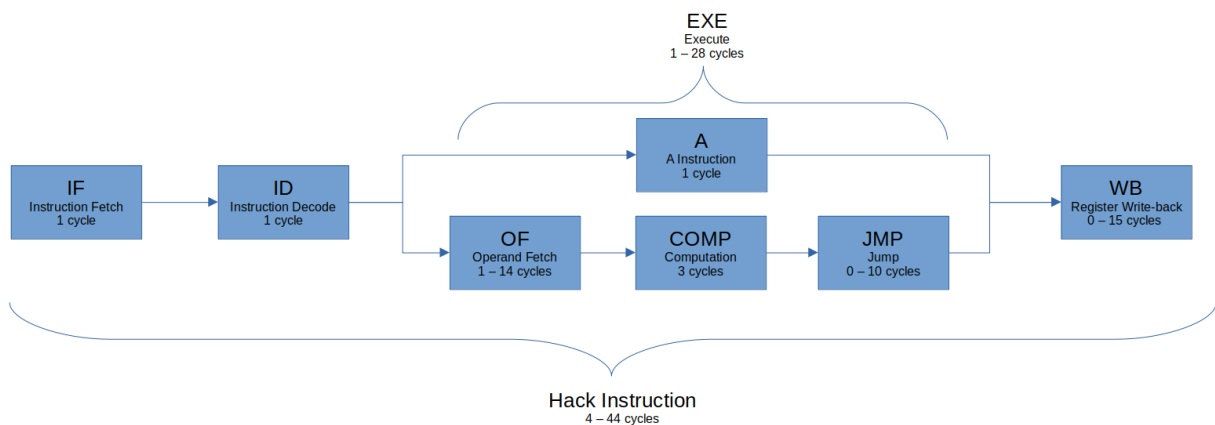 EXE
Execute
1 – 28 cycles
A
A Instruction
1 cycle
IF
Instruction Fetch
1 cycle
ID
Instruction Decode
1 cycle
WB
Register Write-back
0 – 15 cycles
OF
Operand Fetch
1 – 14 cycles
COMP
Computation
3 cycles
JMP
Jump
0 – 10 cycles
Hack Instruction
4 – 44 cycles